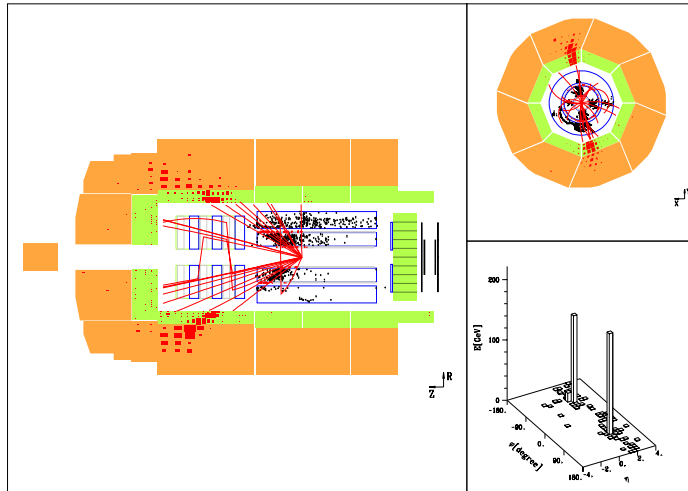 R
Z
Y
X
E[GeV]
200
100
0
-180.
-90.
0.
90.
180.
φ[degree]
-4.
-2.
0.
2.
4.
η